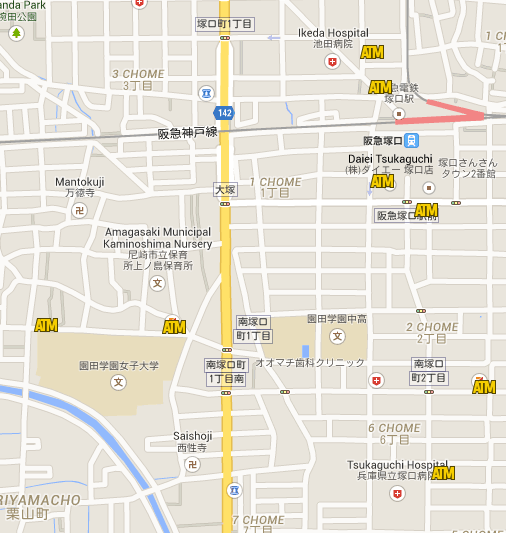 anda Park
椀田公園
塚口町1丁目
Ikeda Hospital
池田病院
ATM
1 C
3 CHOME
3丁目
ATM
急電鉄
塚口駅
142
阪急神戸線
阪急塚口
Daiei Tsukaguchi
(株)ダイエー 塚口店
塚口さんさん
タウン2番館
ATM
Mantokuji
万徳寺
大塚
1 CHOME
1丁目
ATM
阪急塚口駅前
Amagasaki Municipal
Kaminoshima Nursery
尼崎市立保育
所上ノ島保育所
ATM
ATM
南塚口
町1丁目
園田学園中高
2 CHOME
2丁目
園田学園女子大学
南塚口町
1丁目南
オオマチ歯科クリニック
南塚口
町2丁目
ATM
Saishoji
西性寺
6 CHOME
6丁目
Tsukaguchi Hospital
兵庫県立塚口病院
ATM
RIYAMACHO
栗山町
7 CHOME
7丁目